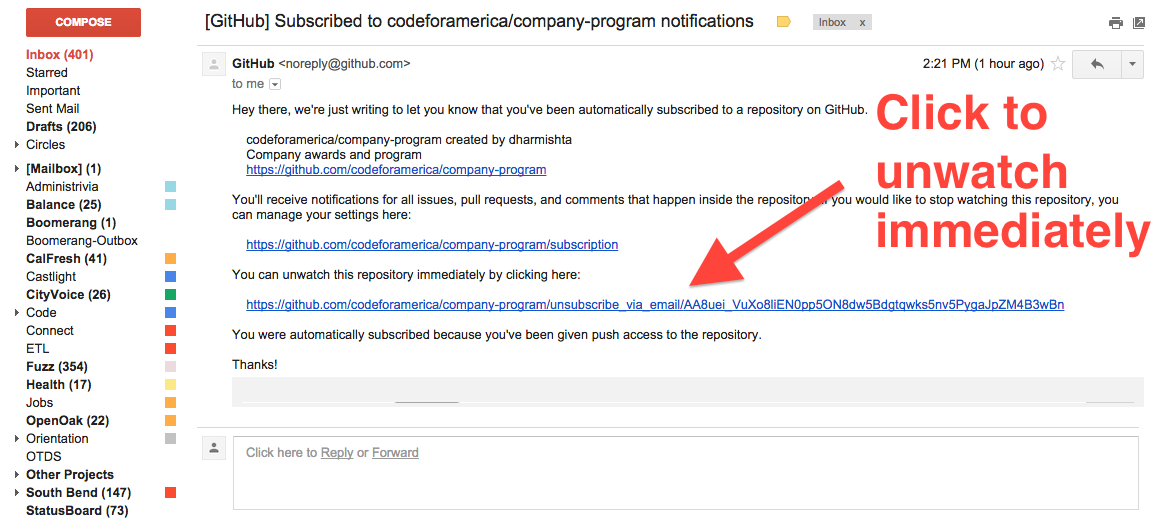 COMPOSE
Inbox (401)
Starred
Important
Sent Mail
Drafts (206)
Circles
[Mailbox] (1)
Administrivia
Balance (25)
Boomerang (1)
Boomerang-Outbox
CalFresh (41)
Castlight
CityVoice (26)
Code
Connect
ETL
Fuzz (354)
Health (17)
Jobs
OpenOak (22)
Orientation
OTDS
Other Projects
South Bend (147)
StatusBoard (73)
[GitHub] Subscribed to codeforamerica/company-program notifications
Inbox x
GitHub <noreply@github.com>
2:21 PM (1 hour ago)
to me
Hey there, we're just writing to let you know that you've been automatically subscribed to a repository on GitHub.
codeforamerica/company-program created by dharmishta
Company awards and program
https://github.com/codeforamerica/company-program
You'll receive notifications for all issues, pull requests, and comments that happen inside the repository. If you would like to stop watching this repository, you
can manage your settings here:
https://github.com/codeforamerica/company-program/subscription
You can unwatch this repository immediately by clicking here:
https://github.com/codeforamerica/company-program/unsubscribe_via_email/AA8uei_VuXo8IiEN0pp5ON8dw5Bdgtqwks5nv5PygaJpZM4B3wBn
You were automatically subscribed because you've been given push access to the repository.
Thanks!
Click here to Reply or Forward
Click to
unwatch
immediately